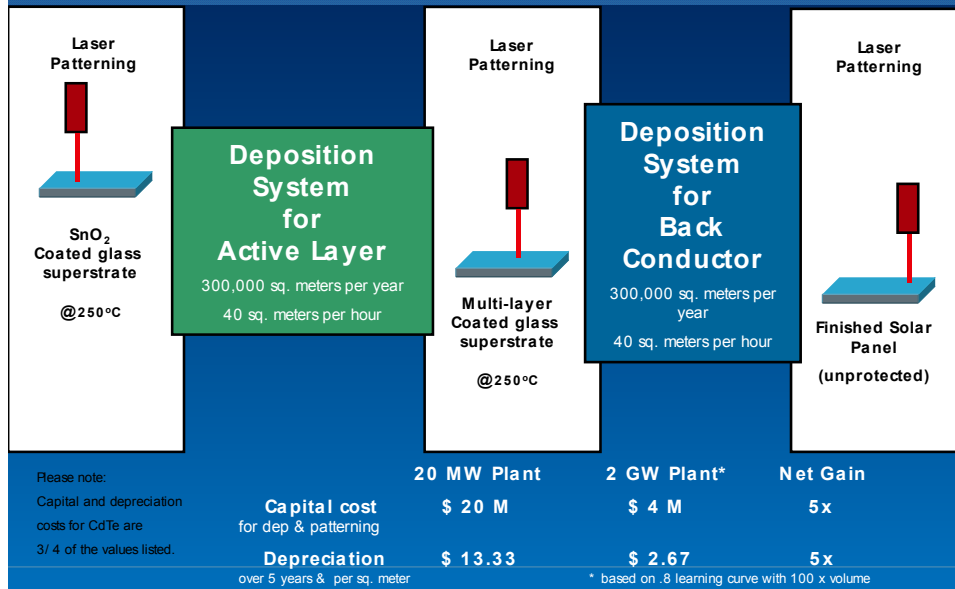 Laser
Patterning
SnO₂
Coated glass
superstrate
@250°C
Deposition
System
for
Active Layer
300,000 sq. meters per year
40 sq. meters per hour
Laser
Patterning
Multi-layer
Coated glass
superstrate
@250°C
Deposition
System
for
Back
Conductor
300,000 sq. meters per
year
40 sq. meters per hour
Laser
Patterning
Finished Solar
Panel
(unprotected)
Please note:
Capital and depreciation
costs for CdTe are
3/4 of the values listed.
20 MW Plant 2 GW Plant* Net Gain
Capital cost $ 20 M $ 4 M 5x
for dep & patterning
Depreciation $ 13.33 $ 2.67 5x
over 5 years & per sq. meter * based on .8 learning curve with 100 x volume